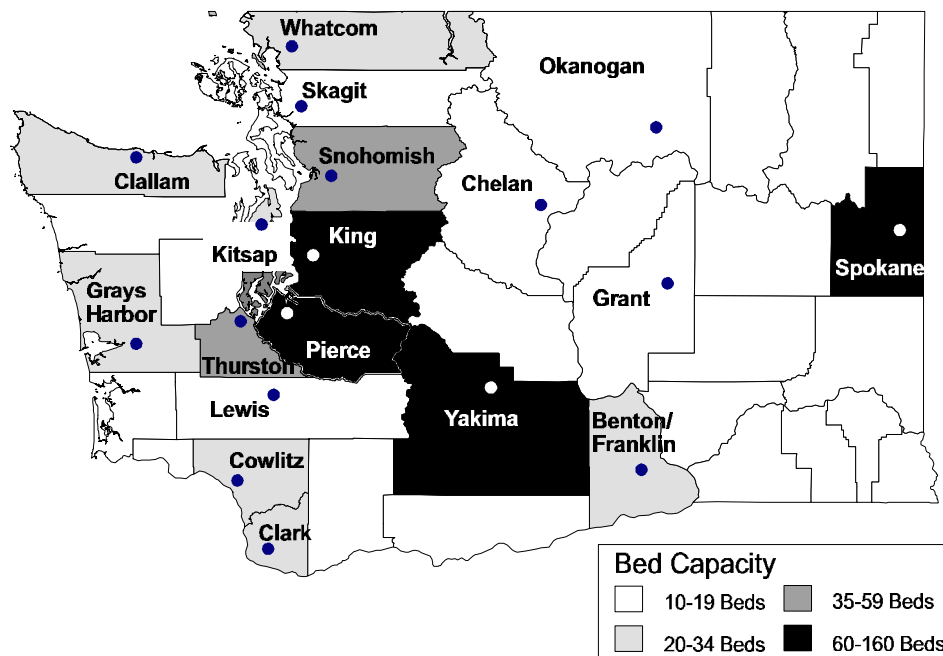 Whatcom
Okanogan
Skagit
Snohomish
Clallam
Chelan
King
Kitsap
Spokane
Grays
Harbor
Grant
Pierce
Thurston
Lewis
Yakima
Benton/
Franklin
Cowlitz
Clark
Bed Capacity
10-19 Beds
35-59 Beds
20-34 Beds
60-160 Beds